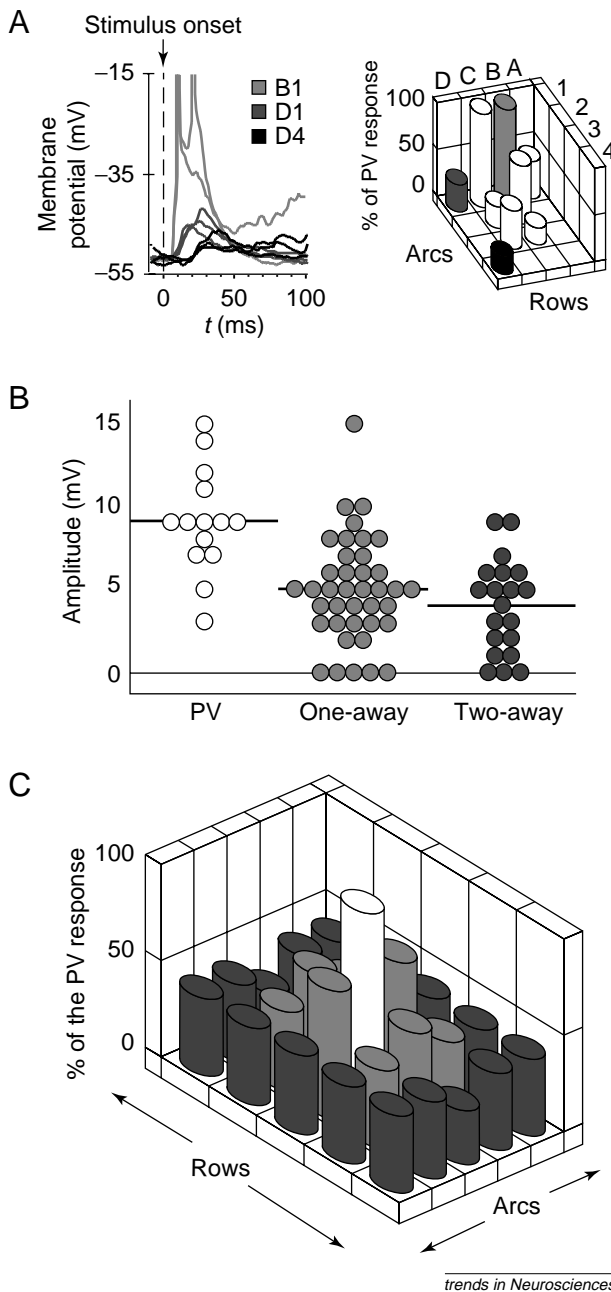 A
Stimulus onset
–15
–35
–55
Membrane
potential (mV)
B1
D1
D4
0
50
100
t (ms)
D C B A
1
2
3
4
100
50
0
% of PV response
Arcs
Rows
B
15
10
5
0
Amplitude (mV)
PV One-away Two-away
C
100
50
0
% of the PV response
Rows
Arcs
trends in Neurosciences